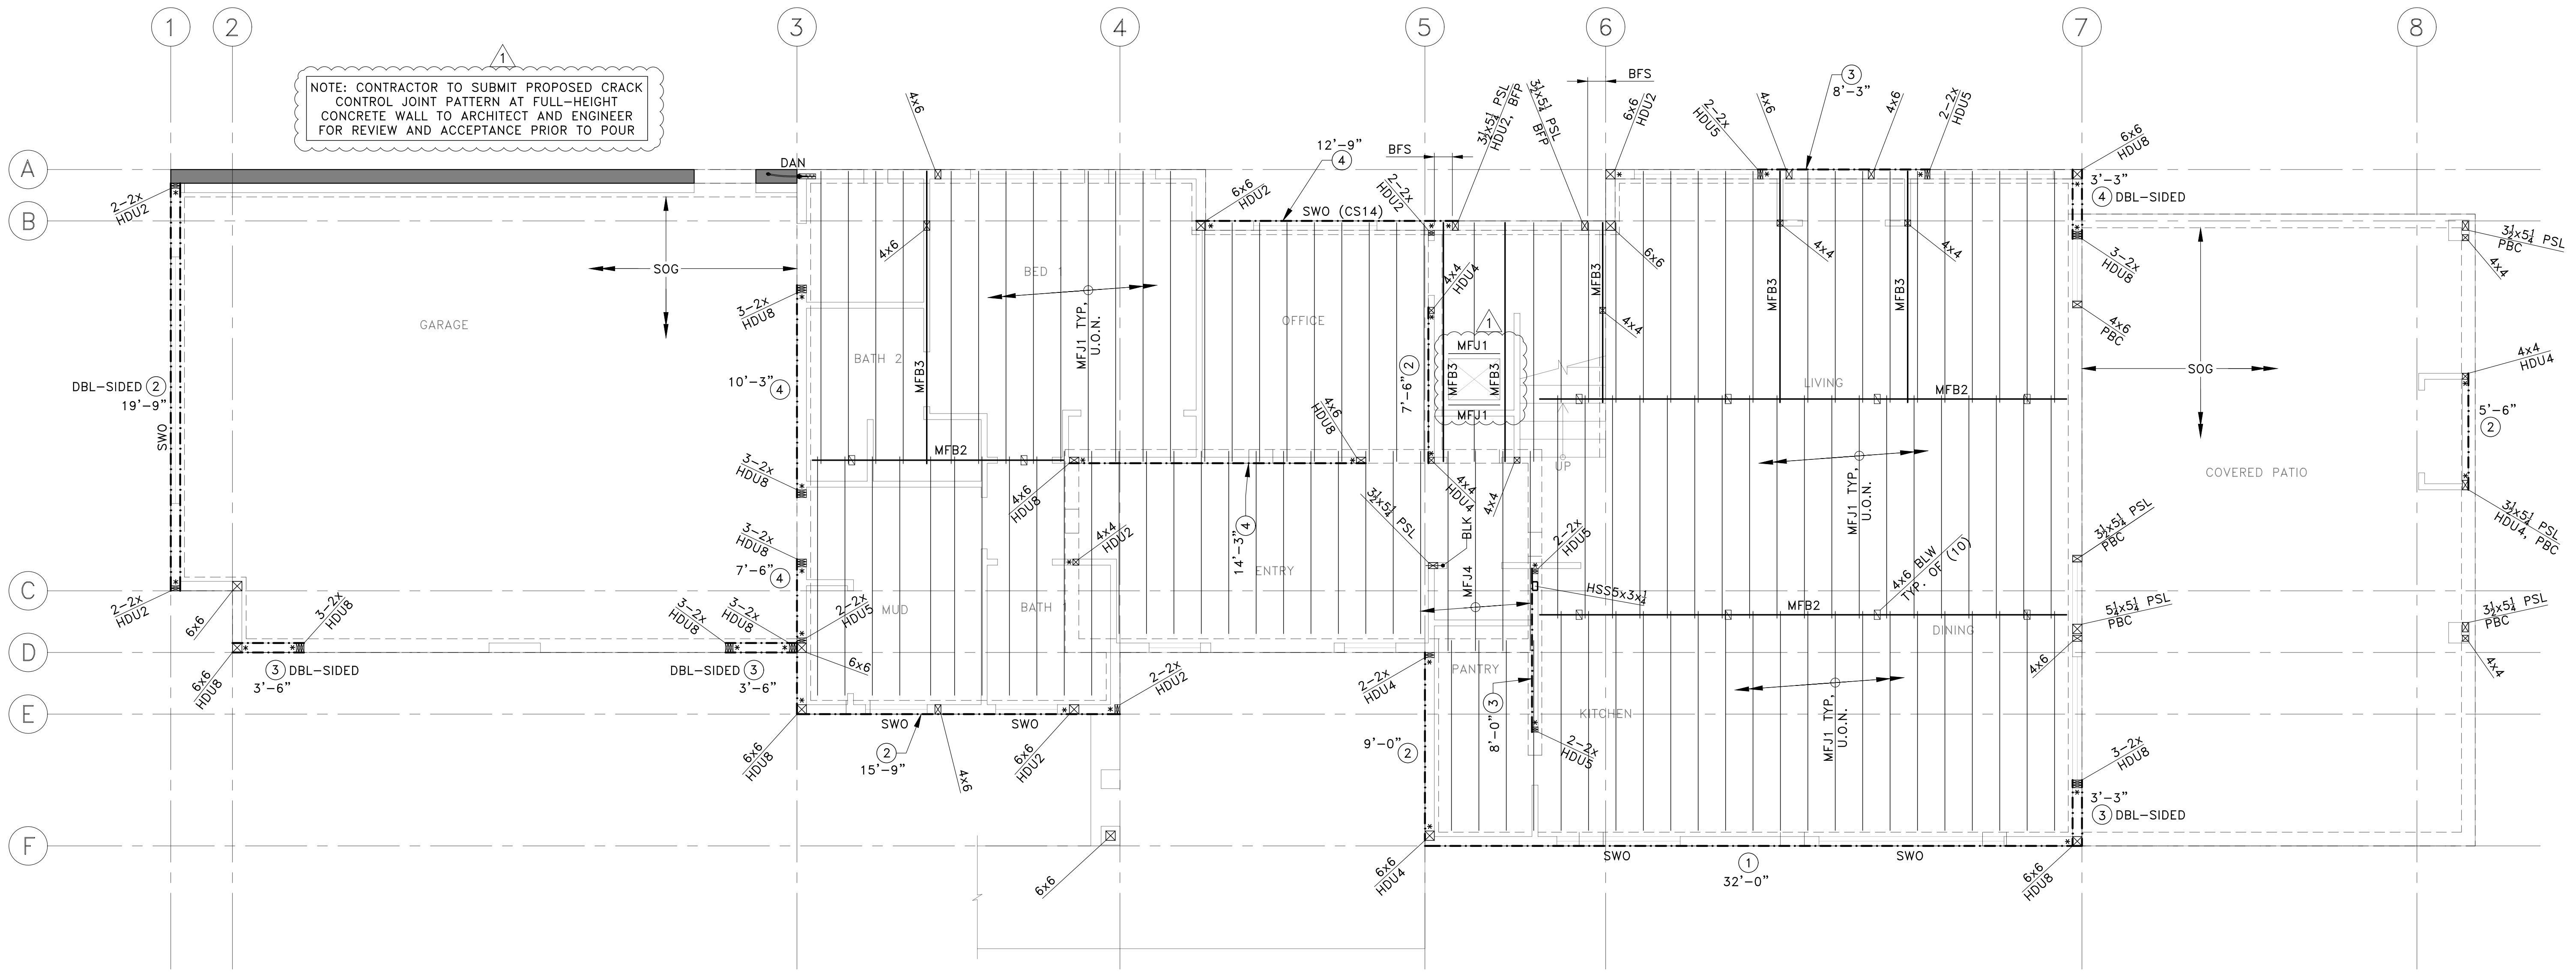 1
2
3
4
5
6
7
8
1
NOTE: CONTRACTOR TO SUBMIT PROPOSED CRACK
CONTROL JOINT PATTERN AT FULL-HEIGHT
CONCRETE WALL TO ARCHITECT AND ENGINEER
FOR REVIEW AND ACCEPTANCE PRIOR TO POUR
A
B
C
D
E
F
DAN
4x6
12'-9"
4
BFS
2-2x
HDU2
3½x5¼ PSL
HDU2, BFP
3½x5¼ PSL
BFP
BFS
6x6
HDU2
2-2x
HDU5
4x6
3
8'-3"
4x6
2-2x
HDU5
6x6
HDU8
3'-3"
4 DBL-SIDED
2-2x
HDU2
6x6
HDU2
SWO (CS14)
4x6
6x6
4x4
4x4
3-2x
HDU8
3½x5¼ PSL
PBC
4x4
SOG
3-2x
HDU8
BED 1
MFJ1 TYP,
U.O.N.
4x4
HDU4
MFB3
4x4
MFB3
MFB3
4x6
PBC
GARAGE
BATH 2
OFFICE
1
MFJ1
MFB3
MFB3
MFJ1
7'-6"
2
LIVING
MFB2
SOG
4x4
HDU4
DBL-SIDED 2
19'-9"
SWO
10'-3" 4
MFB3
MFB2
4x6
HDU8
UP
5'-6"
2
3-2x
HDU8
4x6
HDU8
14'-3"
4
3½x5¼ PSL
4x4
HDU4
BLK
4x4
MFJ1 TYP,
U.O.N.
COVERED PATIO
3½x5¼ PSL
HDU4, PBC
3-2x
HDU8
7'-6" 4
4x4
HDU2
ENTRY
MFJ4
2-2x
HDU5
HSS5x3x¼
4x6 BLW
TYP. OF (10)
3½x5¼ PSL
PBC
2-2x
HDU2
6x6
3-2x
HDU8
3-2x
HDU8
3-2x
HDU8
2-2x
HDU5
MUD
BATH
MFB2
DINING
5¼x5¼ PSL
PBC
3½x5¼ PSL
PBC
4x4
4x6
6x6
HDU8
3 DBL-SIDED
3'-6"
DBL-SIDED 3
3'-6"
6x6
2-2x
HDU2
2-2x
HDU4
PANTRY
8'-0"
3
KITCHEN
MFJ1 TYP,
U.O.N.
SWO
SWO
2
15'-9"
6x6
HDU8
4x6
6x6
HDU2
9'-0" 2
2-2x
HDU5
3-2x
HDU8
3'-3"
3 DBL-SIDED
6x6
6x6
HDU4
SWO
1
32'-0"
SWO
6x6
HDU8